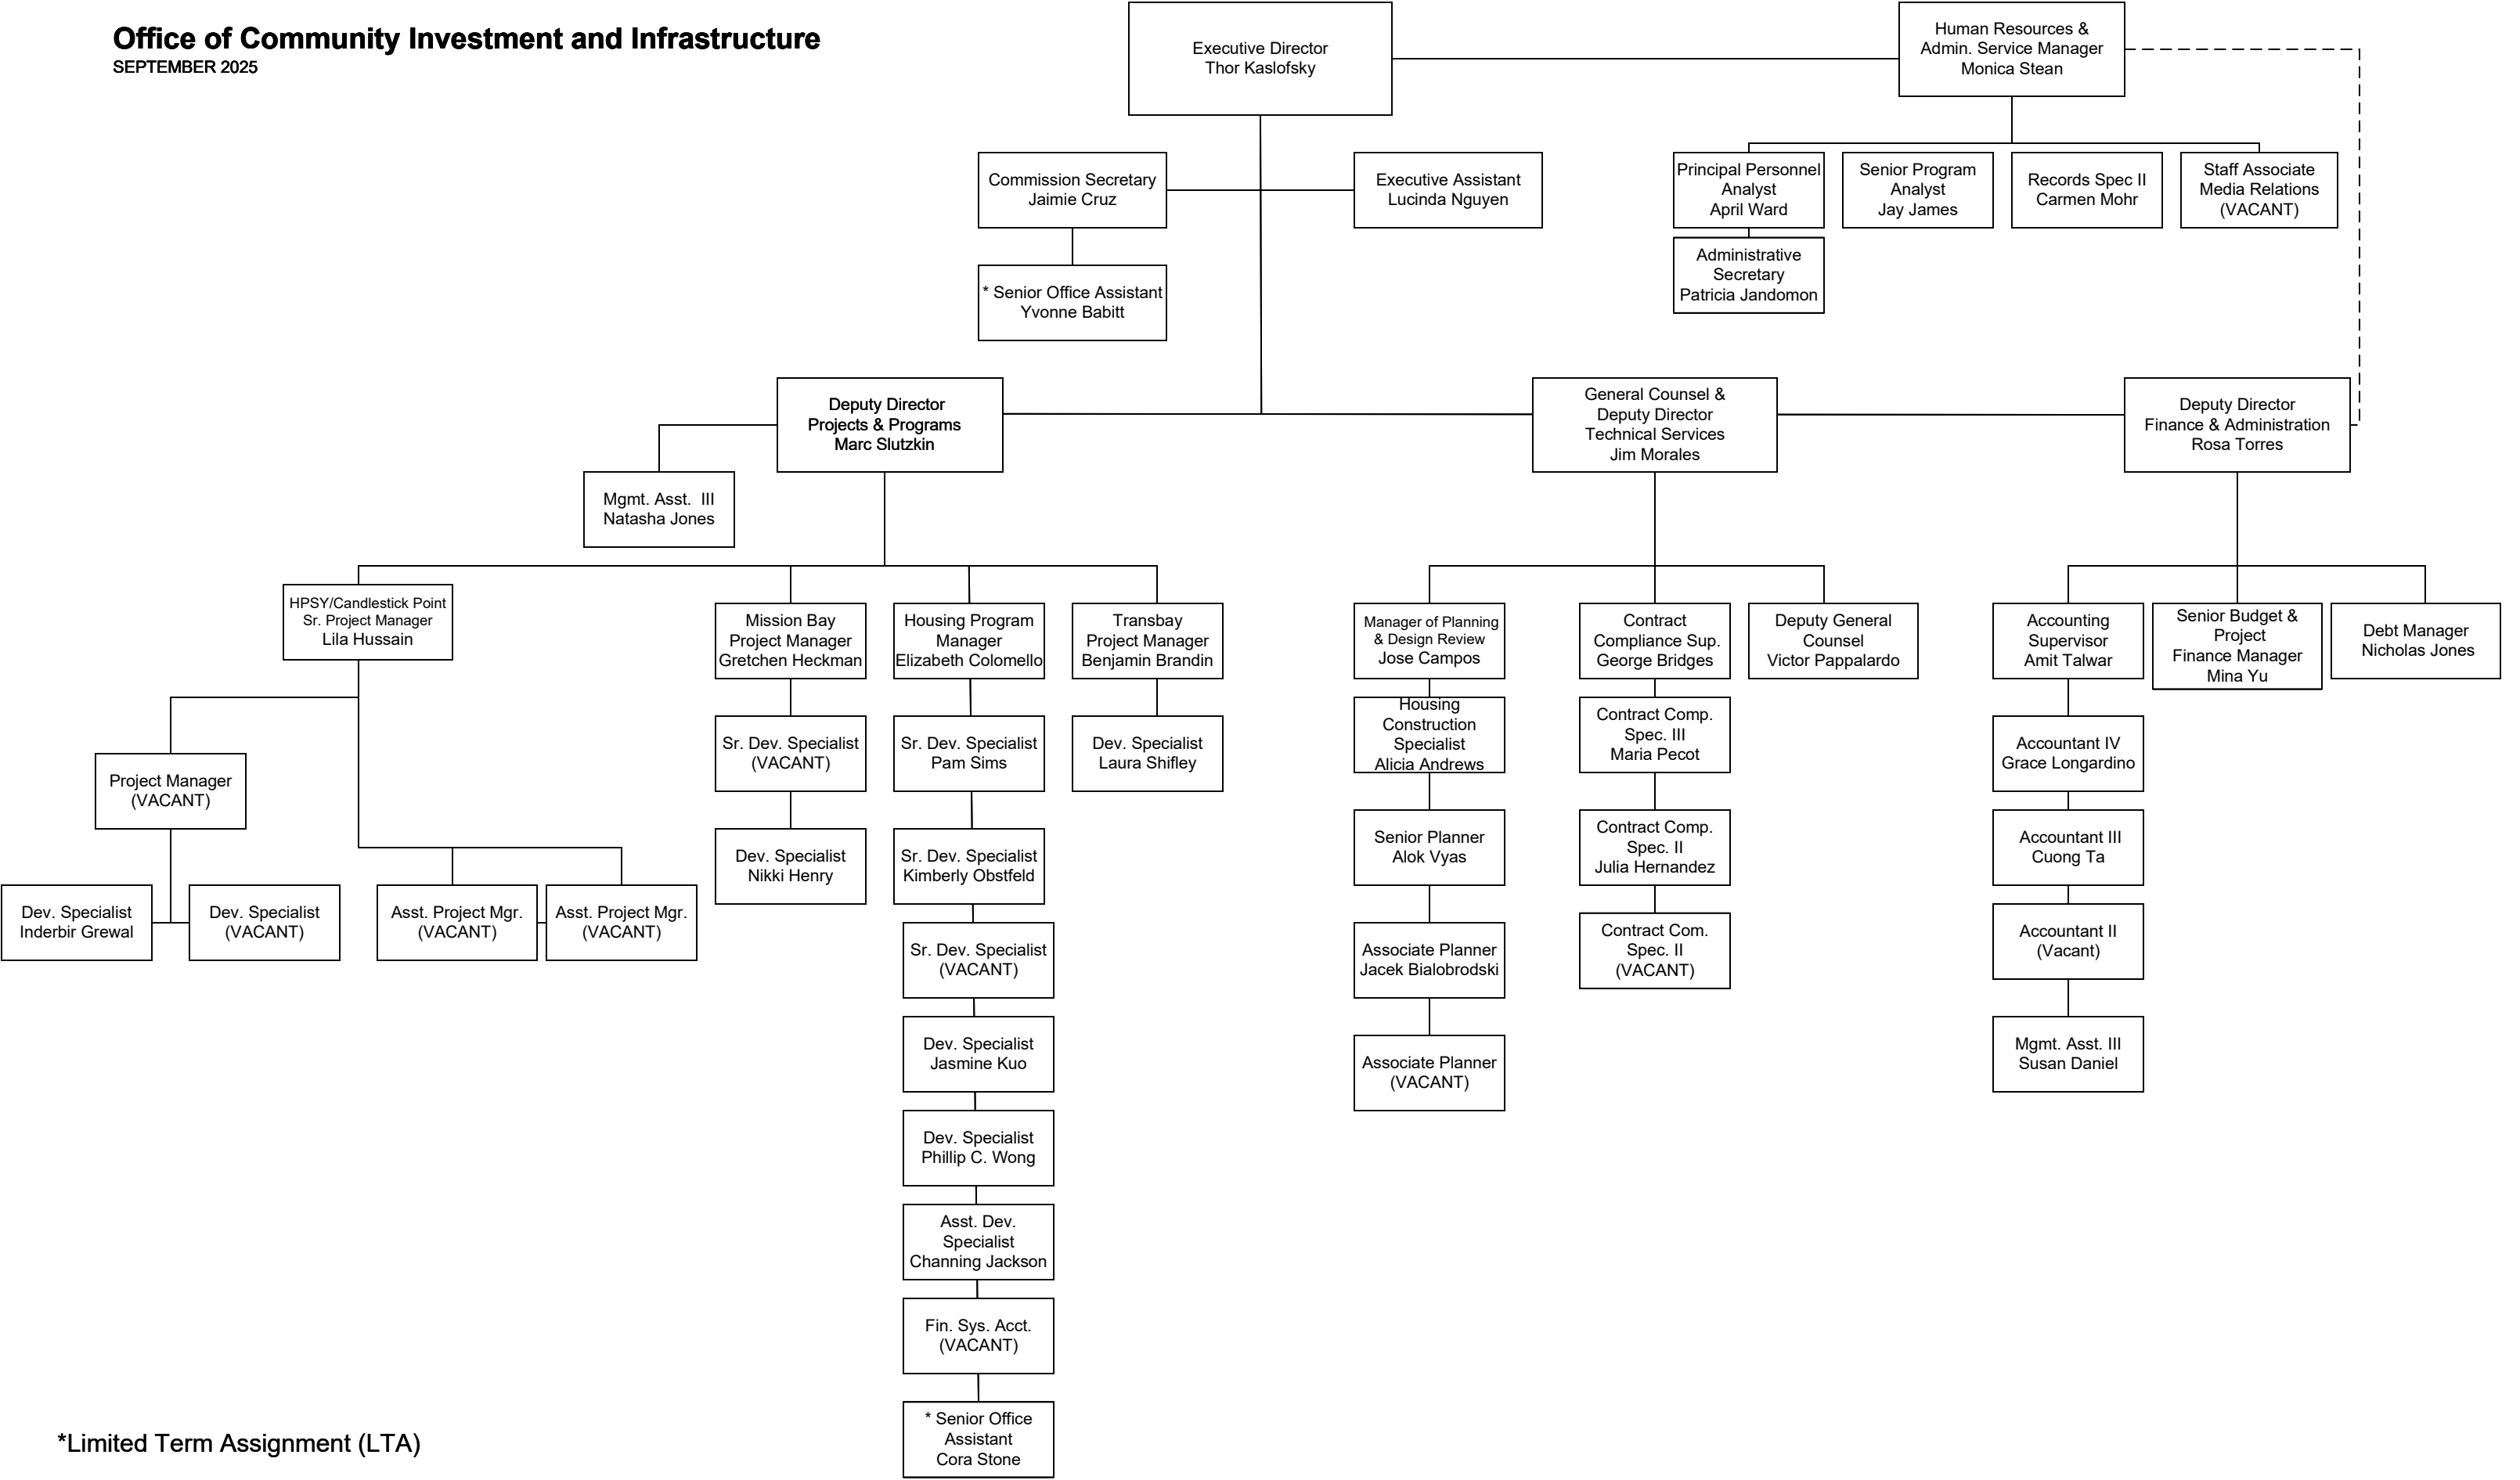 Office of Community Investment and Infrastructure
SEPTEMBER 2025
Executive Director
Thor Kaslofsky
Human Resources &
Admin. Service Manager
Monica Stean
Commission Secretary
Jaimie Cruz
Executive Assistant
Lucinda Nguyen
Principal Personnel
Analyst
April Ward
Senior Program
Analyst
Jay James
Records Spec II
Carmen Mohr
Staff Associate
Media Relations
(VACANT)
Administrative
Secretary
Patricia Jandomon
* Senior Office Assistant
Yvonne Babitt
Deputy Director
Projects & Programs
Marc Slutzkin
General Counsel &
Deputy Director
Technical Services
Jim Morales
Deputy Director
Finance & Administration
Rosa Torres
Mgmt. Asst.  III
Natasha Jones
HPSY/Candlestick Point
Sr. Project Manager
Lila Hussain
Mission Bay
Project Manager
Gretchen Heckman
Housing Program
Manager
Elizabeth Colomello
Transbay
Project Manager
Benjamin Brandin
Manager of Planning
& Design Review
Jose Campos
Contract
Compliance Sup.
George Bridges
Deputy General
Counsel
Victor Pappalardo
Accounting
Supervisor
Amit Talwar
Senior Budget &
Project
Finance Manager
Mina Yu
Debt Manager
Nicholas Jones
Project Manager
(VACANT)
Sr. Dev. Specialist
(VACANT)
Sr. Dev. Specialist
Pam Sims
Dev. Specialist
Laura Shifley
Housing
Construction
Specialist
Alicia Andrews
Contract Comp.
Spec. III
Maria Pecot
Accountant IV
Grace Longardino
Dev. Specialist
Nikki Henry
Sr. Dev. Specialist
Kimberly Obstfeld
Senior Planner
Alok Vyas
Contract Comp.
Spec. II
Julia Hernandez
Accountant III
Cuong Ta
Dev. Specialist
Inderbir Grewal
Dev. Specialist
(VACANT)
Asst. Project Mgr.
(VACANT)
Asst. Project Mgr.
(VACANT)
Sr. Dev. Specialist
(VACANT)
Associate Planner
Jacek Bialobrodski
Contract Com.
Spec. II
(VACANT)
Accountant II
(Vacant)
Dev. Specialist
Jasmine Kuo
Associate Planner
(VACANT)
Mgmt. Asst. III
Susan Daniel
Dev. Specialist
Phillip C. Wong
Asst. Dev.
Specialist
Channing Jackson
Fin. Sys. Acct.
(VACANT)
* Senior Office
Assistant
Cora Stone
*Limited Term Assignment (LTA)